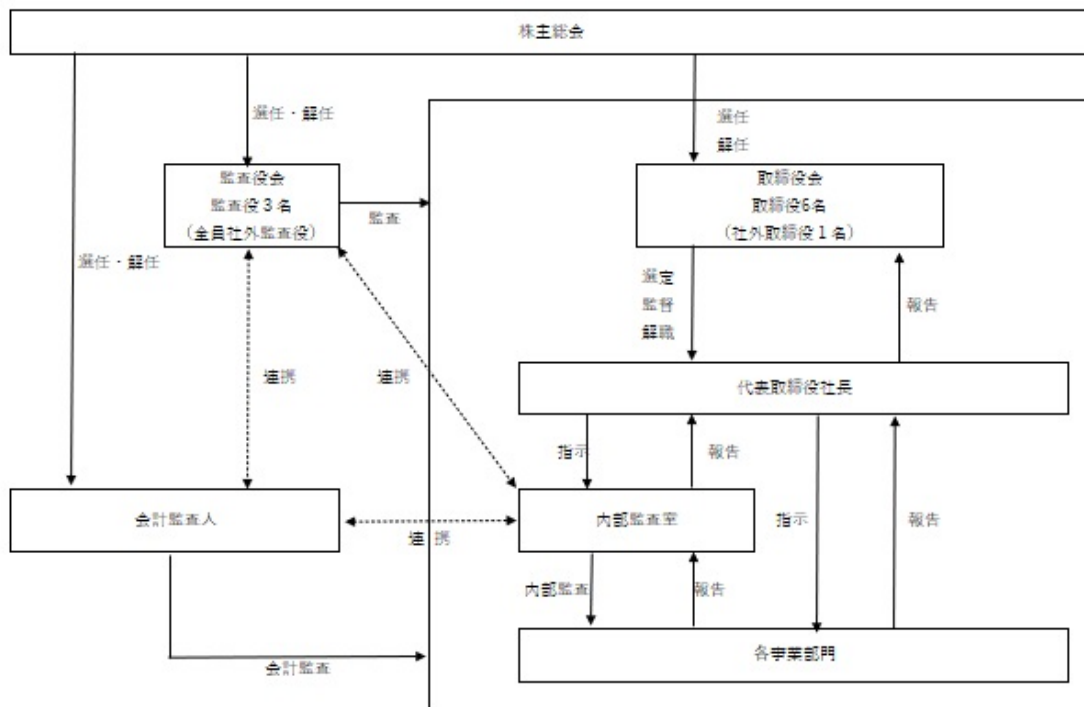 株主総会
選任・解任
選任
解任
監査役会
監査役３名
（全員社外監査役）
監査
取締役会
取締役6名
（社外取締役１名）
選任・解任
選定
監督
解職
報告
連携
連携
代表取締役社長
指示
報告
会計監査人
連携
内部監査室
指示
報告
内部監査
報告
会計監査
各事業部門